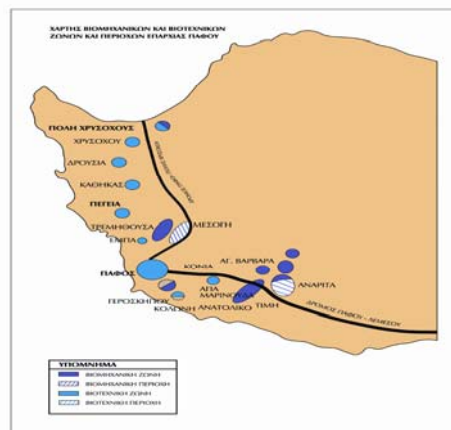 ΧΑΡΤΗΣ ΒΙΟΜΗΧΑΝΙΚΩΝ ΚΑΙ ΒΙΟΤΕΧΝΙΚΩΝ
ΖΩΝΩΝ ΚΑΙ ΠΕΡΙΟΧΩΝ ΕΠΑΡΧΙΑΣ ΠΑΦΟΥ
ΠΟΛΗ ΧΡΥΣΟΧΟΥΣ
ΧΡΥΣΟΧΟΥ
ΔΡΟΥΣΙΑ
ΚΑΘΗΚΑΣ
ΠΕΓΕΙΑ
ΤΡΕΜΗΘΟΥΣΑ
ΜΕΣΟΓΗ
ΕΜΠΑ
ΠΑΦΟΣ
ΚΟΝΙΑ
ΑΓ. ΒΑΡΒΑΡΑ
ΑΝΑΡΙΤΑ
ΓΕΡΟΣΚΗΠΟΥ
ΑΓΙΑ
ΜΑΡΙΝΟΥΔΑ
ΤΙΜΗ
ΚΟΛΩΝΗ
ΑΝΑΤΟΛΙΚΟ
ΔΡΟΜΟΣ ΠΑΦΟΥ - ΛΕΜΕΣΟΥ
ΥΠΟΜΝΗΜΑ
ΒΙΟΜΗΧΑΝΙΚΗ ΖΩΝΗ
ΒΙΟΜΗΧΑΝΙΚΗ ΠΕΡΙΟΧΗ
ΒΙΟΤΕΧΝΙΚΗ ΖΩΝΗ
ΒΙΟΤΕΧΝΙΚΗ ΠΕΡΙΟΧΗ